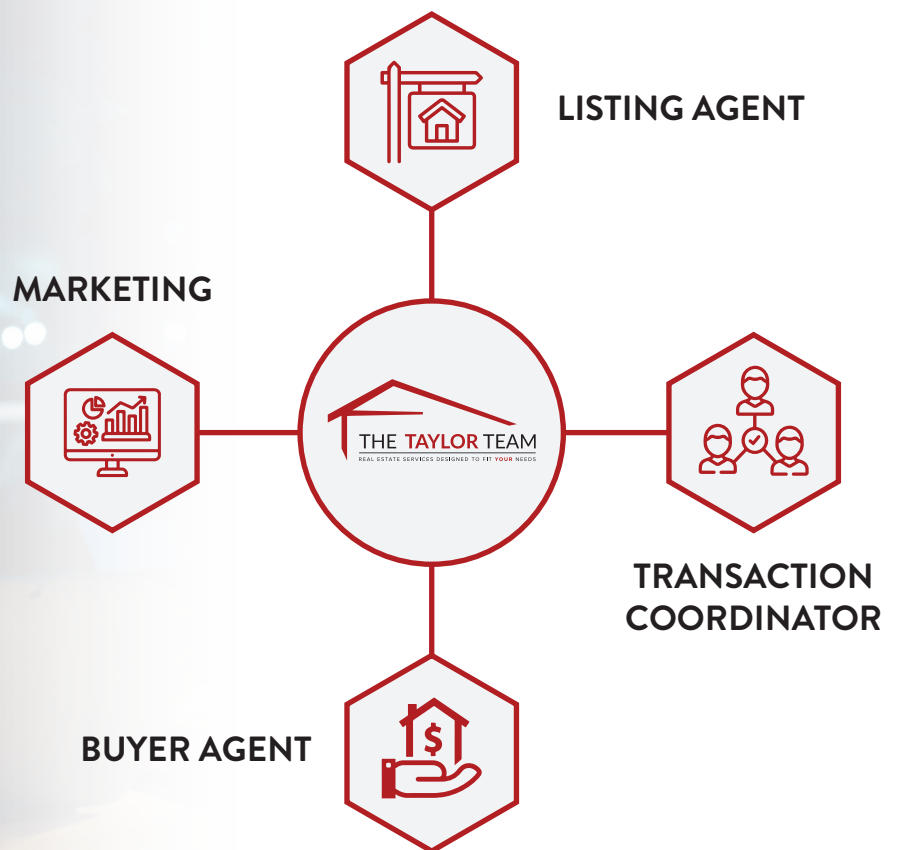 LISTING AGENT
MARKETING
THE TAYLOR TEAM
REAL ESTATE SERVICES DESIGNED TO FIT YOUR NEEDS
TRANSACTION
COORDINATOR
BUYER AGENT
$